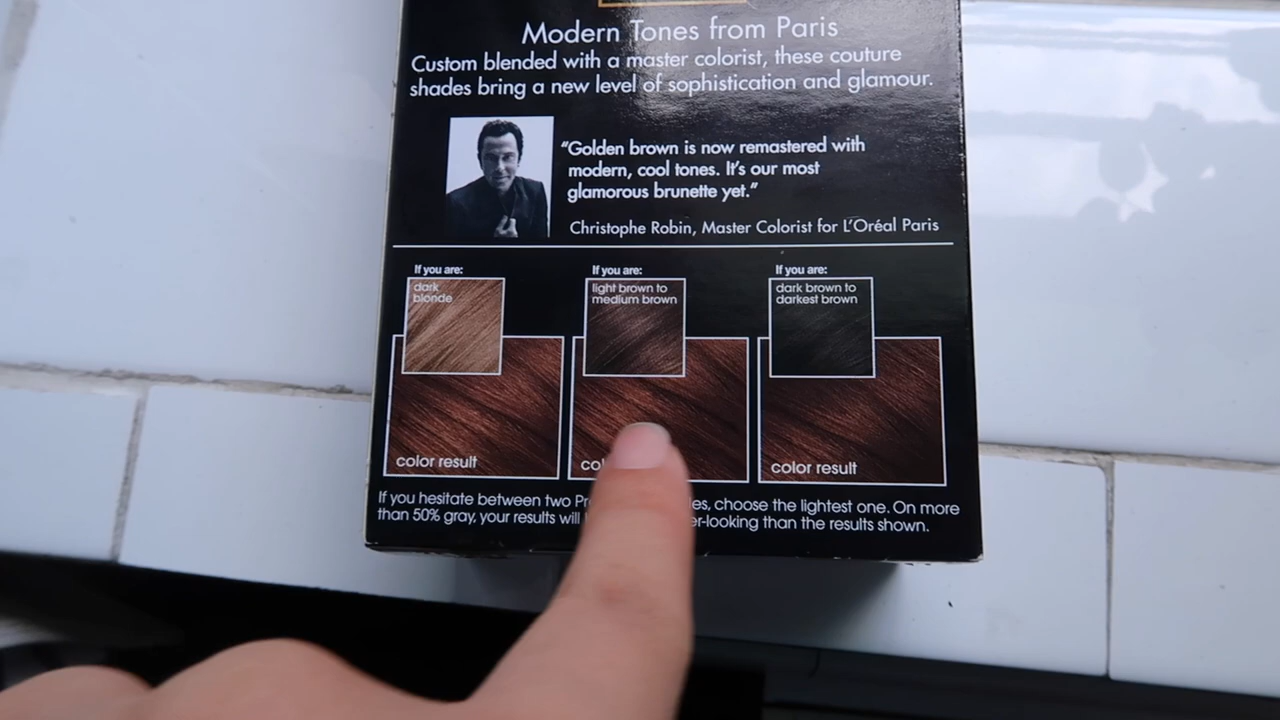 Modern Tones from Paris
Custom blended with a master colorist, these couture
shades bring a new level of sophistication and glamour.
“Golden brown is now remastered with
modern, cool tones. It’s our most
glamorous brunette yet.”
Christophe Robin, Master Colorist for L’Oréal Paris
If you are:
dark
blonde
color result
If you are:
light brown to
medium brown
If you are:
dark brown to
darkest brown
color result
If you hesitate between two choose the lightest one. On more
than 50% gray, your results will than the results shown.